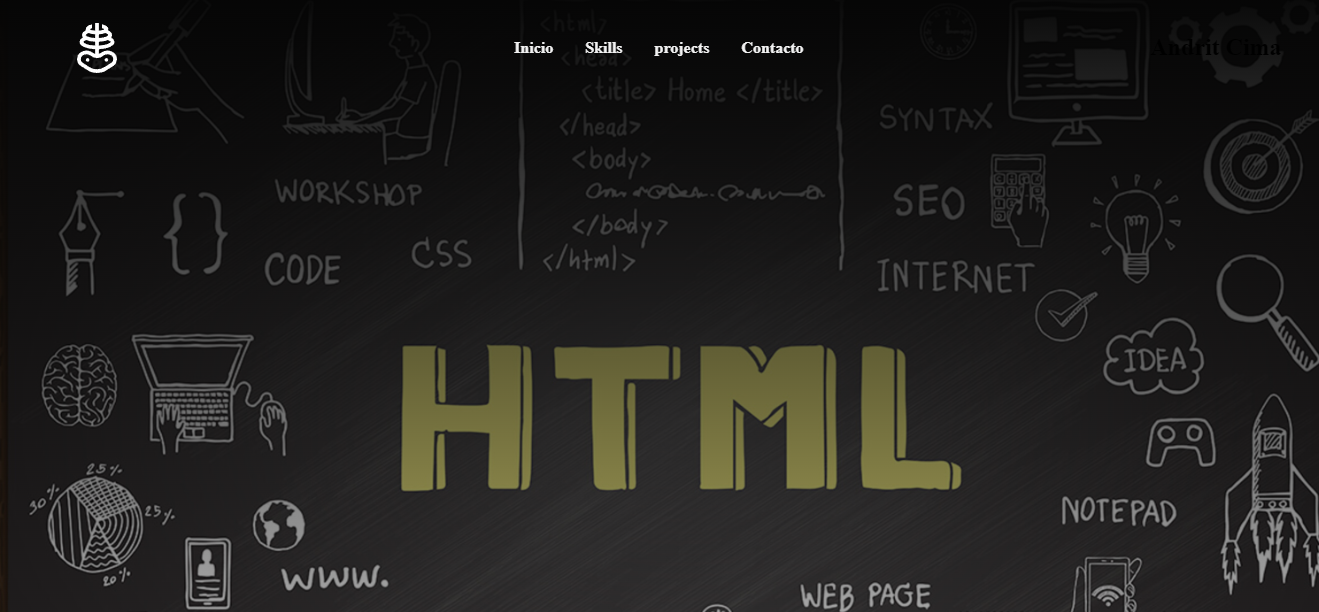 Inicio Skills projects Contacto
Andrit Cima
<html>
<head>
<title> Home </title>
</head>
<body>
</body>
</html>
SYNTAX
WORKSHOP
SEO
{ }
CODE
CSS
INTERNET
HTML
IDEA
25%
30%
25%
20%
NOTEPAD
www.
WEB PAGE